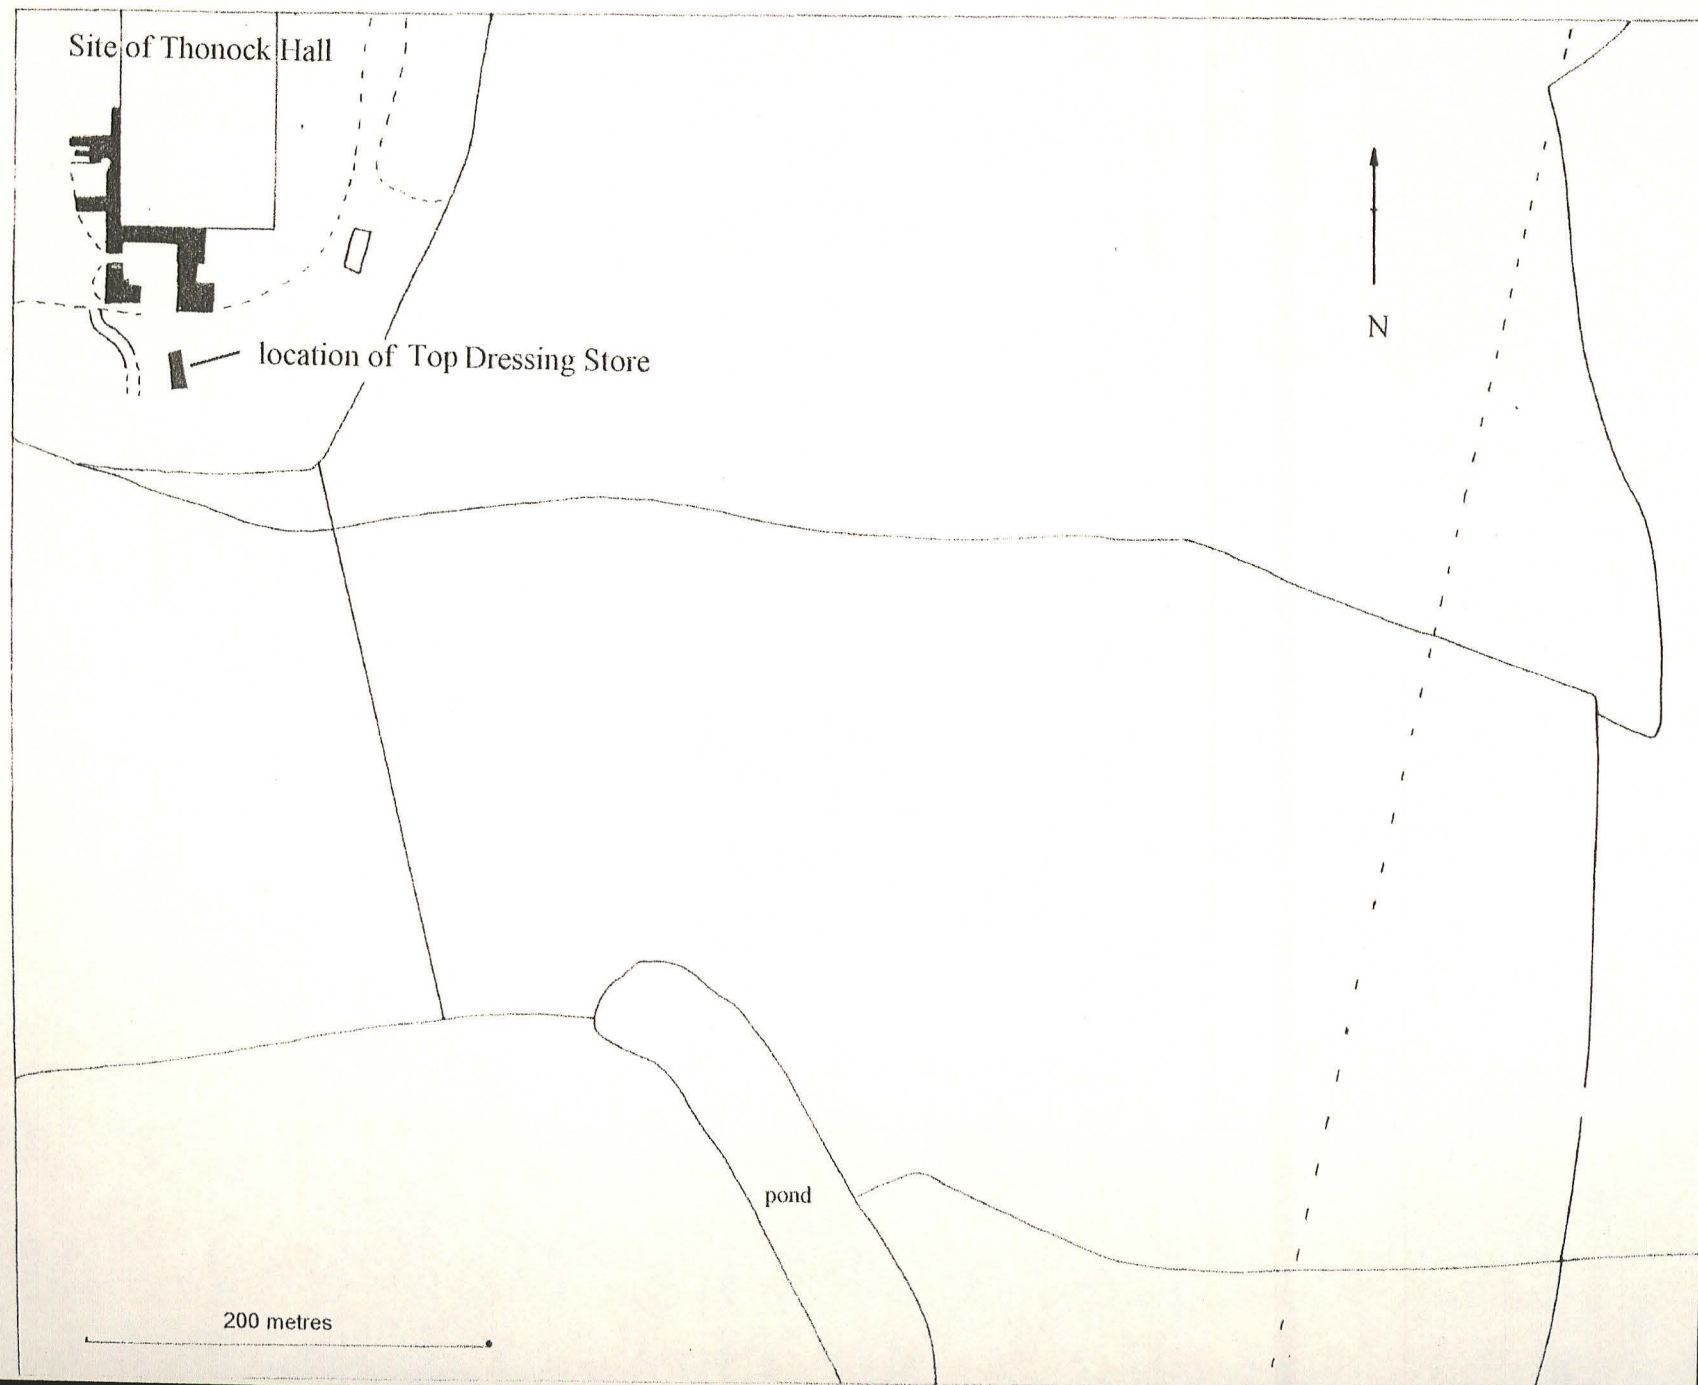 Site of Thonock Hall
N
location of Top Dressing Store
pond
200 metres